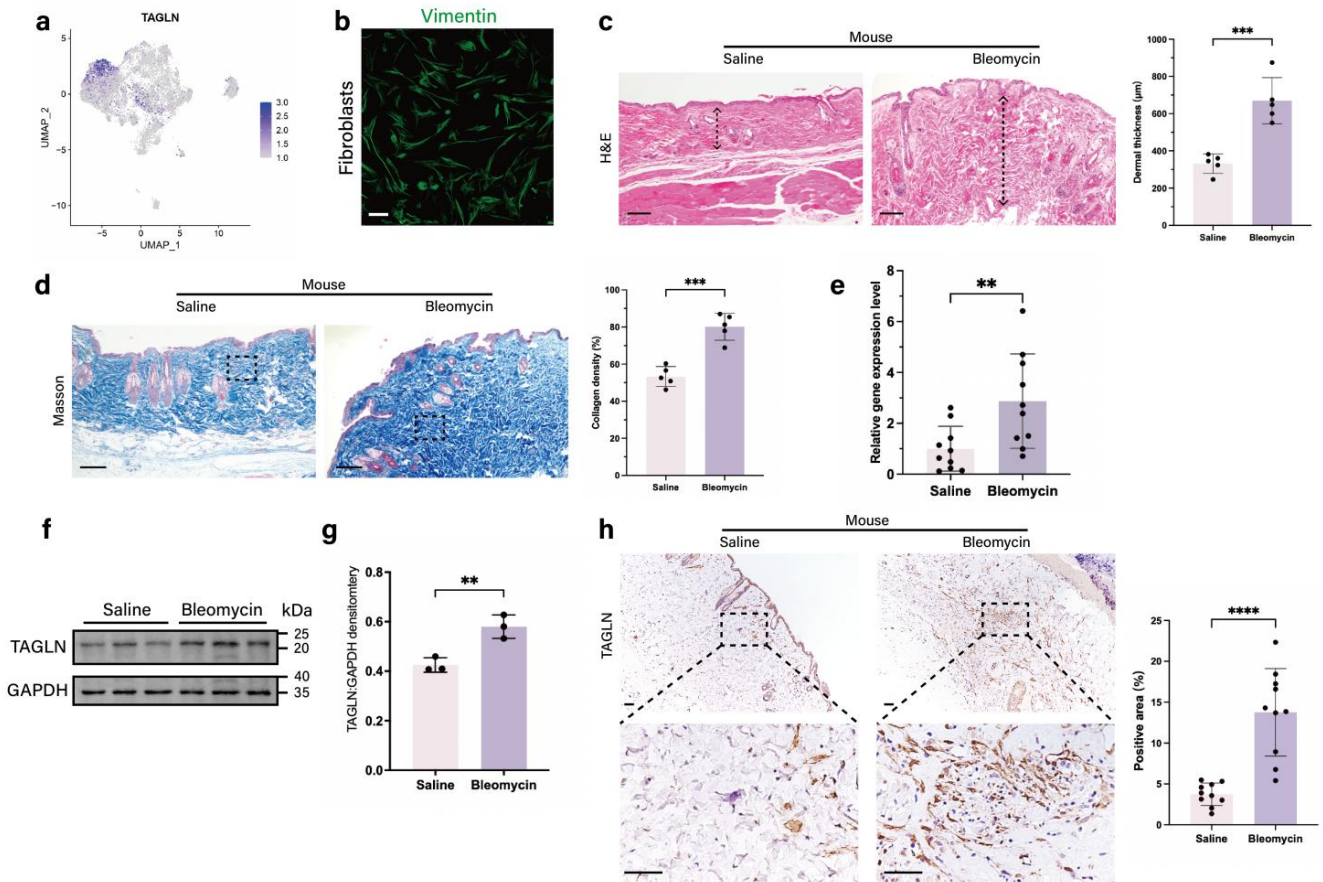 a
TAGLN
5
0
−5
−10
UMAP_2
−5
0
5
10
UMAP_1
3.0
2.5
2.0
1.5
1.0
b
Vimentin
Fibroblasts
c
Mouse
Saline
Bleomycin
H&E
***
Dermal thickness (μm)
1000
800
600
400
200
0
Saline
Bleomycin
d
Mouse
Saline
Bleomycin
Masson
***
Collagen density (%)
100
80
60
40
20
0
Saline
Bleomycin
e
**
Relative gene expression level
8
6
4
2
0
Saline
Bleomycin
f
Saline
Bleomycin
kDa
TAGLN
25
20
GAPDH
40
35
g
**
TAGLN:GAPDH densitomtery
0.8
0.6
0.4
0.2
0.0
Saline
Bleomycin
h
Mouse
Saline
Bleomycin
TAGLN
****
Positive area (%)
25
20
15
10
5
0
Saline
Bleomycin